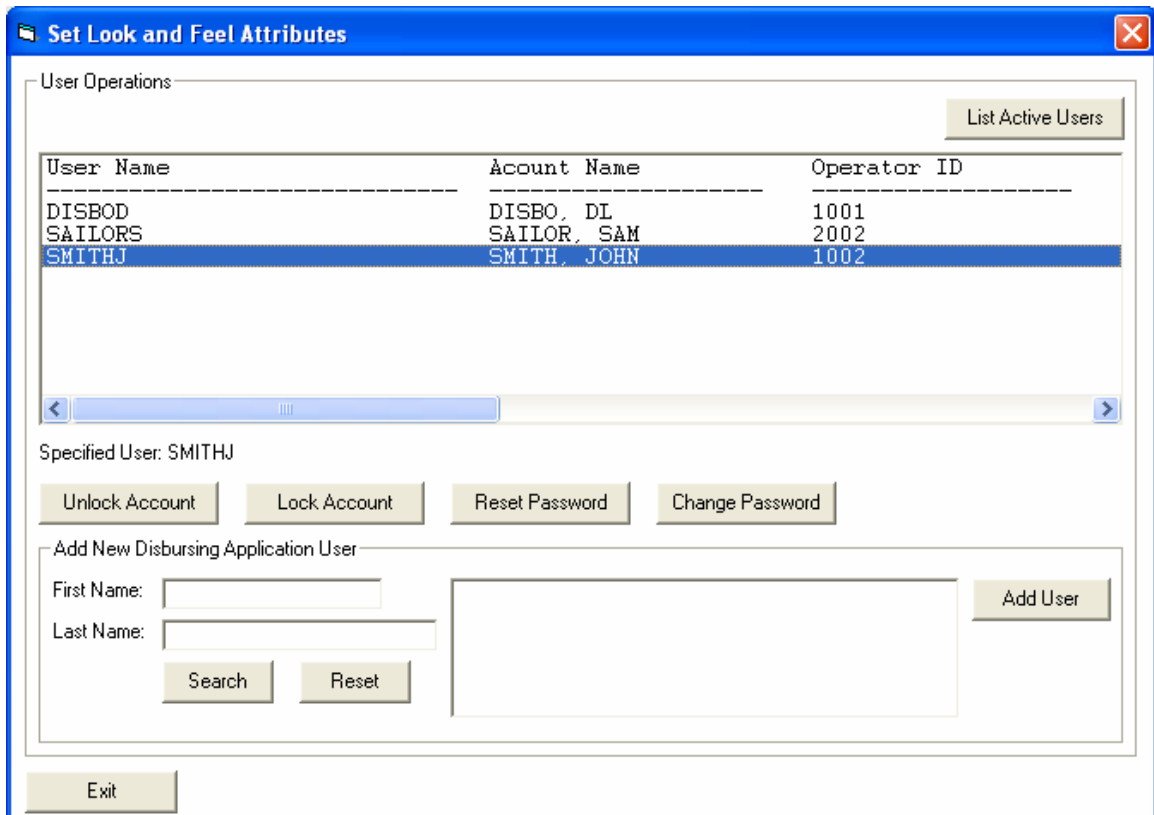 Set Look and Feel Attributes
User Operations
List Active Users
User Name Acount Name Operator ID
------------------------------ -------------------- -------------------
DISBOD DISBO, DL 1001
SAILORS SAILOR, SAM 2002
SMITHJ SMITH, JOHN 1002
Specified User: SMITHJ
Unlock Account Lock Account Reset Password Change Password
Add New Disbursing Application User
First Name:
Add User
Last Name:
Search Reset
Exit